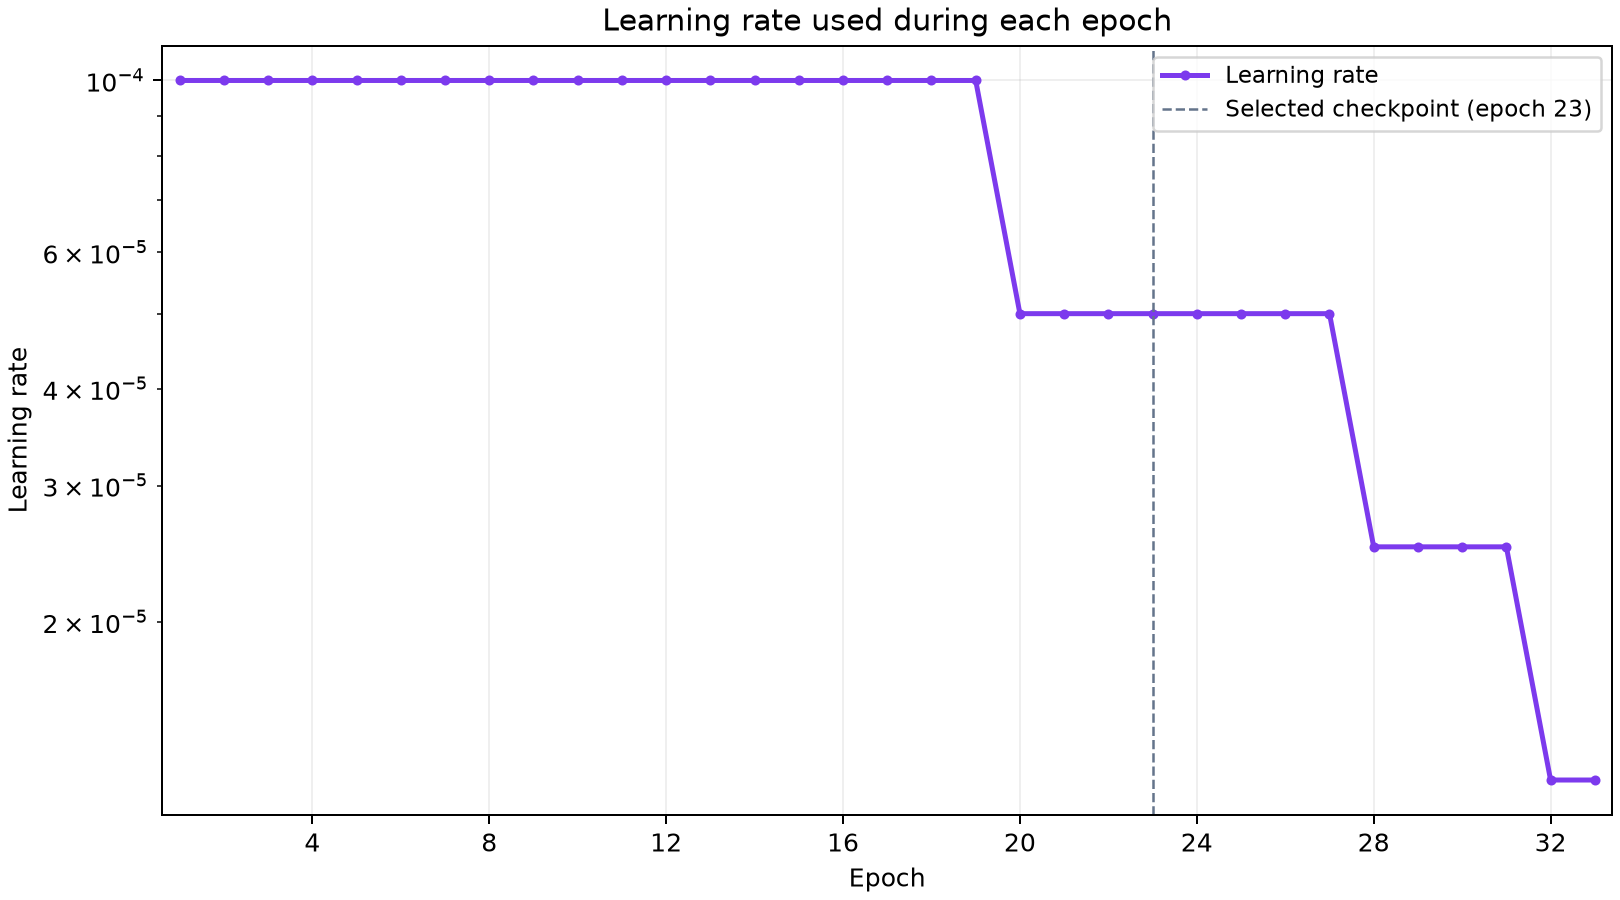 Learning rate used during each epoch
Learning rate
Selected checkpoint (epoch 23)
10⁻⁴
6 × 10⁻⁵
4 × 10⁻⁵
3 × 10⁻⁵
2 × 10⁻⁵
Learning rate
4 8 12 16 20 24 28 32
Epoch